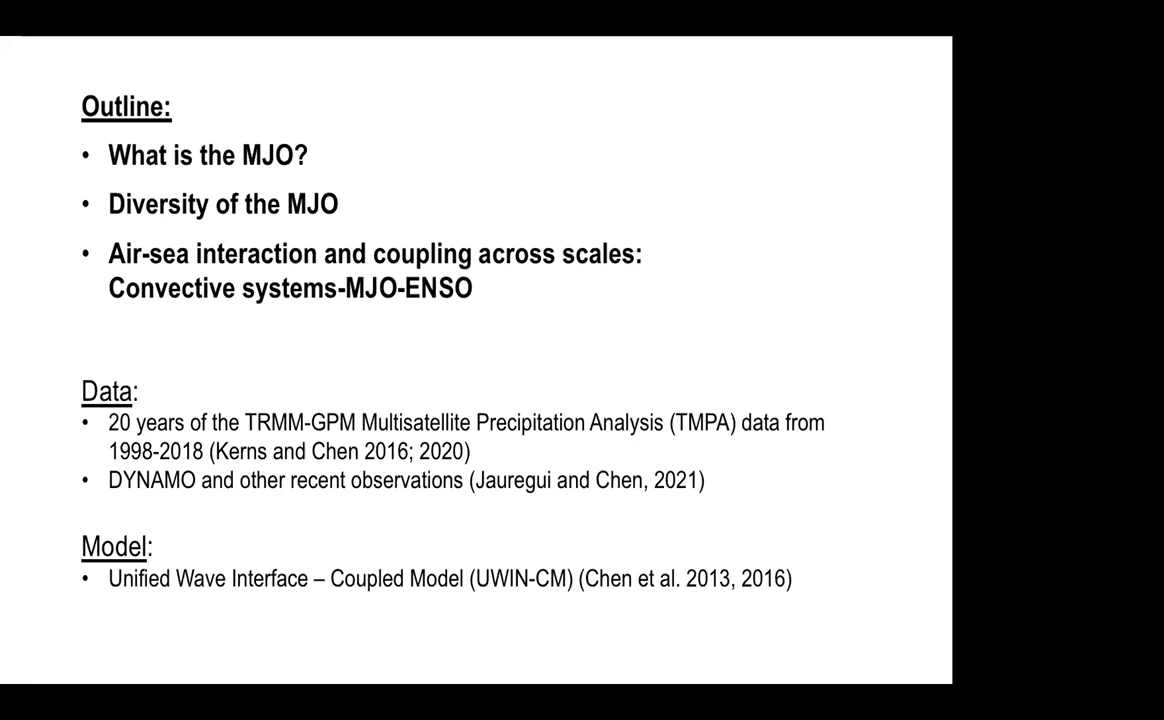 Outline:
• What is the MJO?
• Diversity of the MJO
• Air-sea interaction and coupling across scales:
Convective systems-MJO-ENSO
Data:
• 20 years of the TRMM-GPM Multisatellite Precipitation Analysis (TMPA) data from
1998-2018 (Kerns and Chen 2016; 2020)
• DYNAMO and other recent observations (Jauregui and Chen, 2021)
Model:
• Unified Wave Interface – Coupled Model (UWIN-CM) (Chen et al. 2013, 2016)